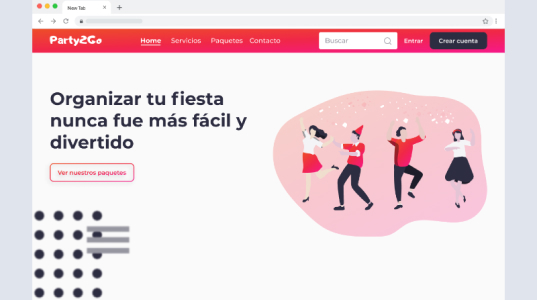 New Tab
Party2Go
Home
Servicios
Paquetes
Contacto
Buscar
Entrar
Crear cuenta
Organizar tu fiesta
nunca fue más fácil y
divertido
Ver nuestros paquetes